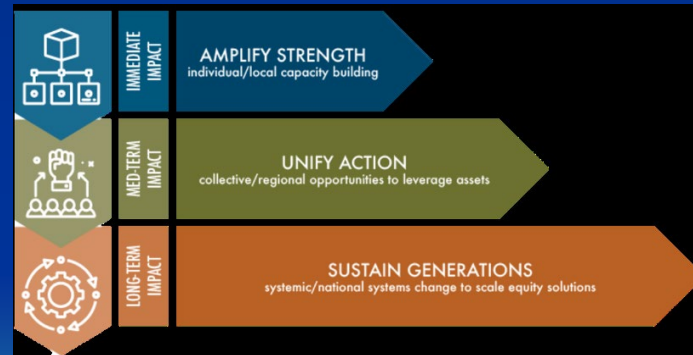 IMMEDIATE
IMPACT
AMPLIFY STRENGTH
individual/local capacity building
MED-TERM
IMPACT
UNIFY ACTION
collective/regional opportunities to leverage assets
LONG-TERM
IMPACT
SUSTAIN GENERATIONS
systemic/national systems change to scale equity solutions